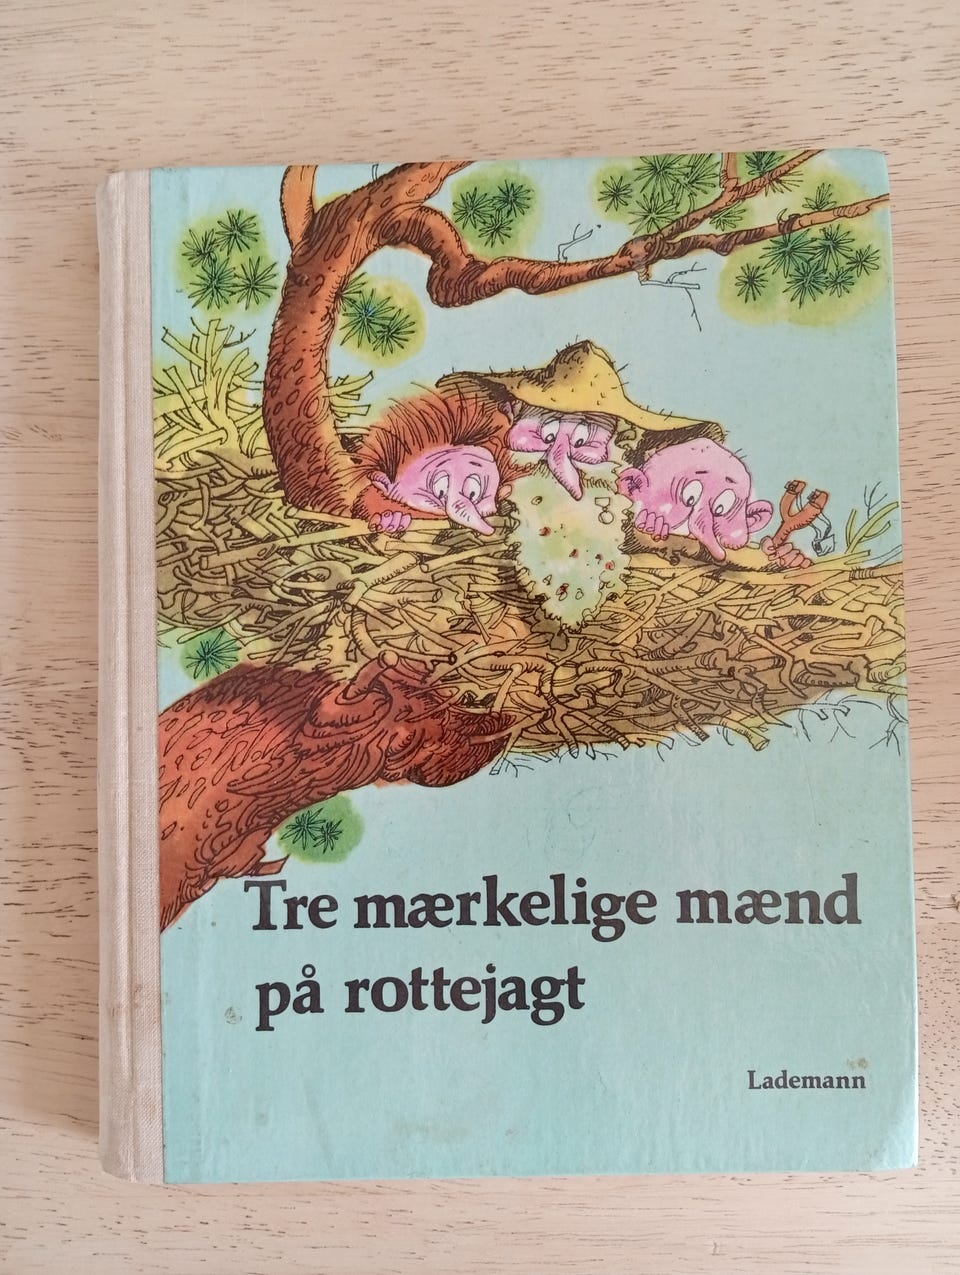 Tre mærkelige mænd
på rottejagt
Lademann